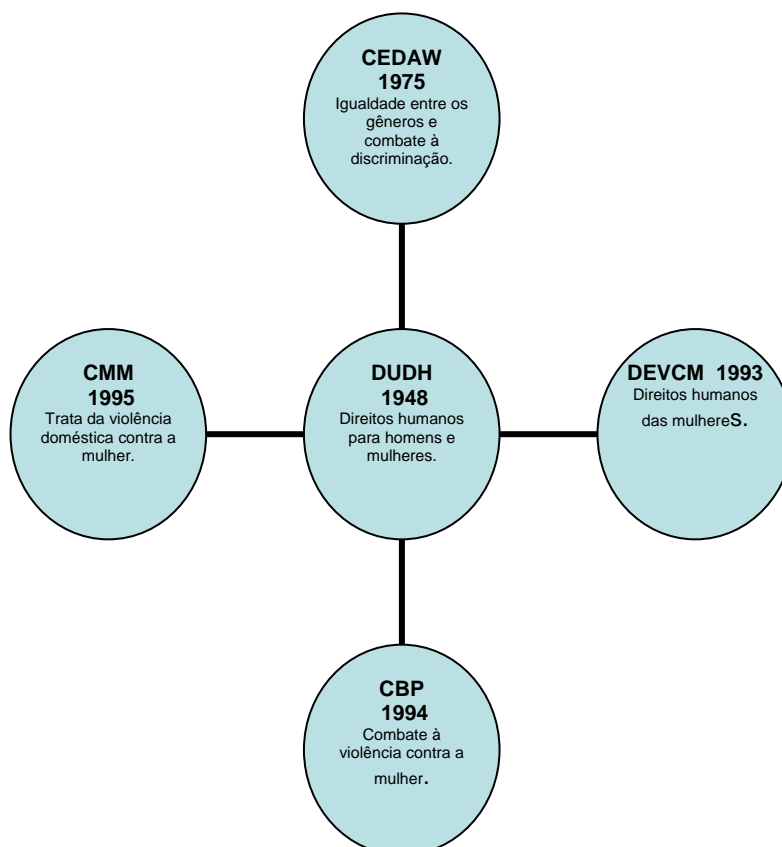 CEDAW
1975
Igualdade entre os
gêneros e
combate à
discriminação.
CMM
1995
Trata da violência
doméstica contra a
mulher.
DUDH
1948
Direitos humanos
para homens e
mulheres.
DEVCM 1993
Direitos humanos
das mulhereS.
CBP
1994
Combate à
violência contra a
mulher.